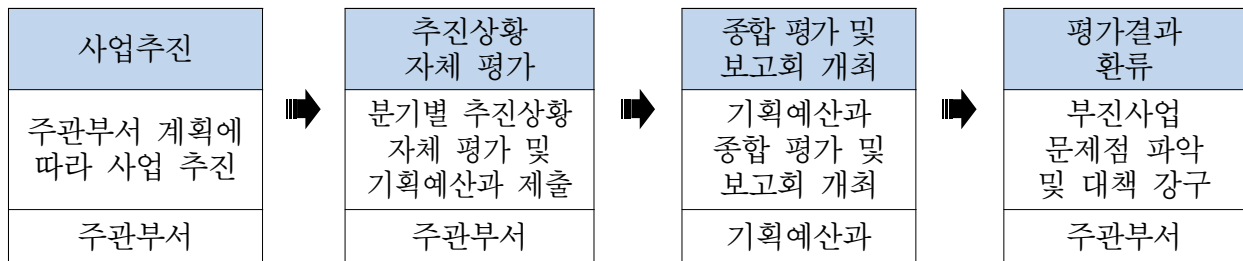 사업추진
주관부서 계획에
따라 사업 추진
주관부서
추진상황
자체 평가
분기별 추진상황
자체 평가 및
기획예산과 제출
주관부서
종합 평가 및
보고회 개최
기획예산과
종합 평가 및
보고회 개최
기획예산과
평가결과
환류
부진사업
문제점 파악
및 대책 강구
주관부서